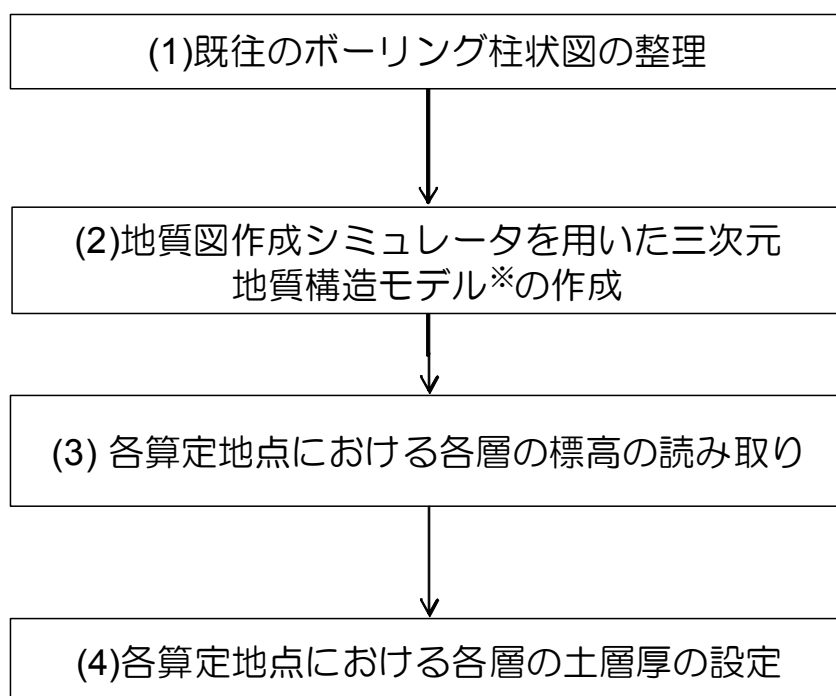 (1)既往のボーリング柱状図の整理
(2)地質図作成シミュレータを用いた三次元
地質構造モデル※の作成
(3) 各算定地点における各層の標高の読み取り
(4)各算定地点における各層の土層厚の設定